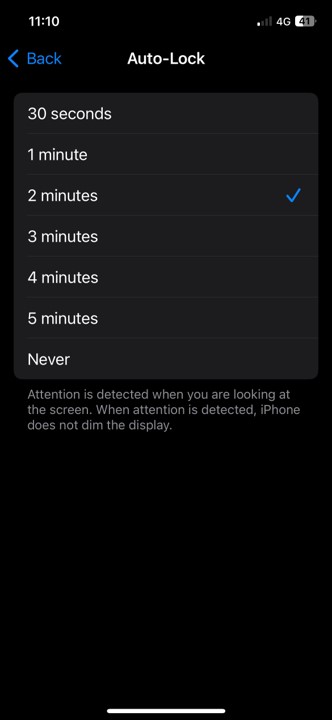 11:10
4G
41
Back
Auto-Lock
30 seconds
1 minute
2 minutes
3 minutes
4 minutes
5 minutes
Never
Attention is detected when you are looking at
the screen. When attention is detected, iPhone
does not dim the display.